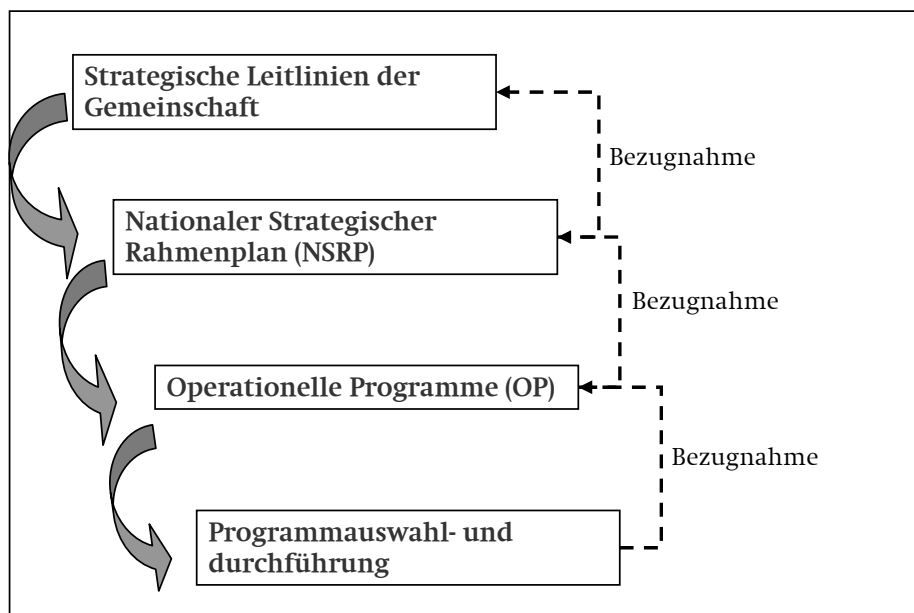 Strategische Leitlinien der
Gemeinschaft
Bezugnahme
Nationaler Strategischer
Rahmenplan (NSRP)
Bezugnahme
Operationelle Programme (OP)
Bezugnahme
Programmauswahl- und
durchführung